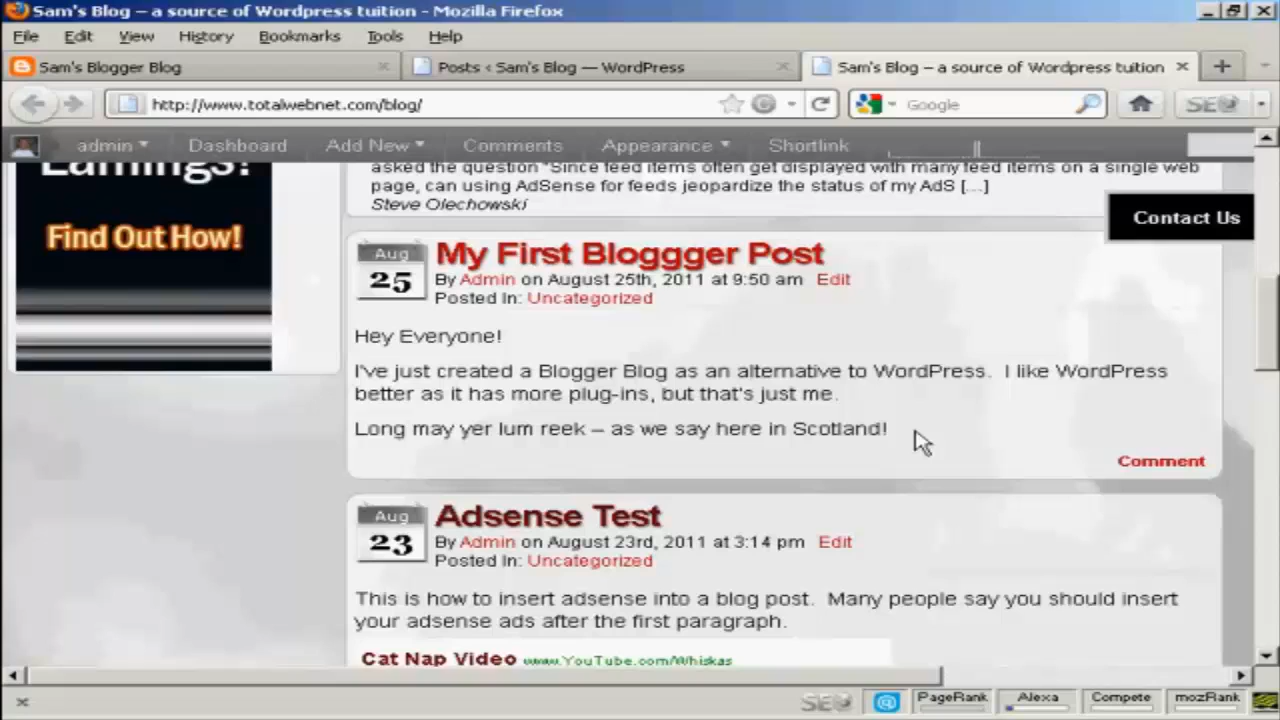 Sam's Blog – a source of Wordpress tuition - Mozilla Firefox
File Edit View History Bookmarks Tools Help
Sam's Blogger Blog Posts ‹ Sam's Blog — WordPress Sam's Blog – a source of Wordpress tuition
http://www.totalwebnet.com/blog/ Google SEO
admin Dashboard Add New Comments Appearance Shortlink
Earnings?
Find Out How!
asked the question "Since feed items often get displayed with many feed items on a single web
page, can using AdSense for feeds jeopardize the status of my AdS [...]
Steve Olechowski
Contact Us
Aug
25
My First Bloggger Post
By Admin on August 25th, 2011 at 9:50 am Edit
Posted In: Uncategorized
Hey Everyone!
I've just created a Blogger Blog as an alternative to WordPress. I like WordPress
better as it has more plug-ins, but that's just me.
Long may yer lum reek – as we say here in Scotland!
Comment
Aug
23
Adsense Test
By Admin on August 23rd, 2011 at 3:14 pm Edit
Posted In: Uncategorized
This is how to insert adsense into a blog post. Many people say you should insert
your adsense ads after the first paragraph.
Cat Nap Video www.YouTube.com/Whiskas
SEO PageRank Alexa Compete mozRank